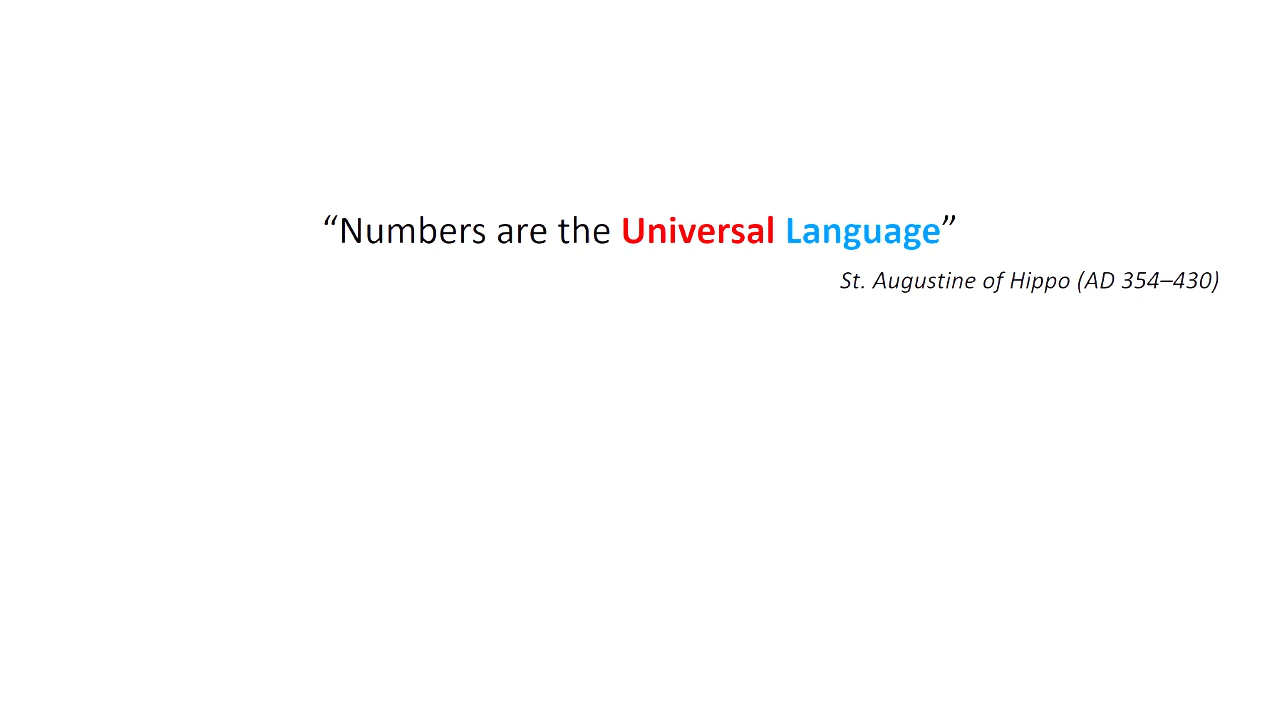 “Numbers are the Universal Language”
St. Augustine of Hippo (AD 354–430)